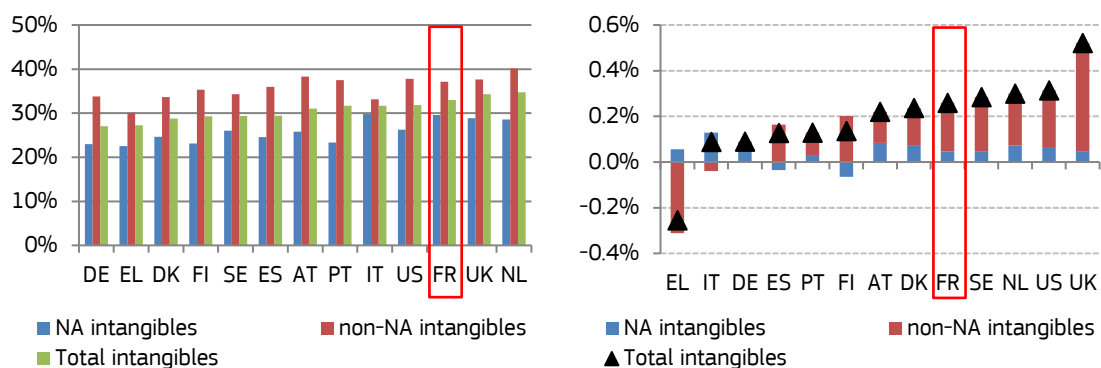 50%
40%
30%
20%
10%
0%
DE EL DK FI SE ES AT PT IT US FR UK NL
NA intangibles non-NA intangibles
Total intangibles
0.6%
0.4%
0.2%
0.0%
-0.2%
-0.4%
EL IT DE ES PT FI AT DK FR SE NL US UK
NA intangibles non-NA intangibles
Total intangibles